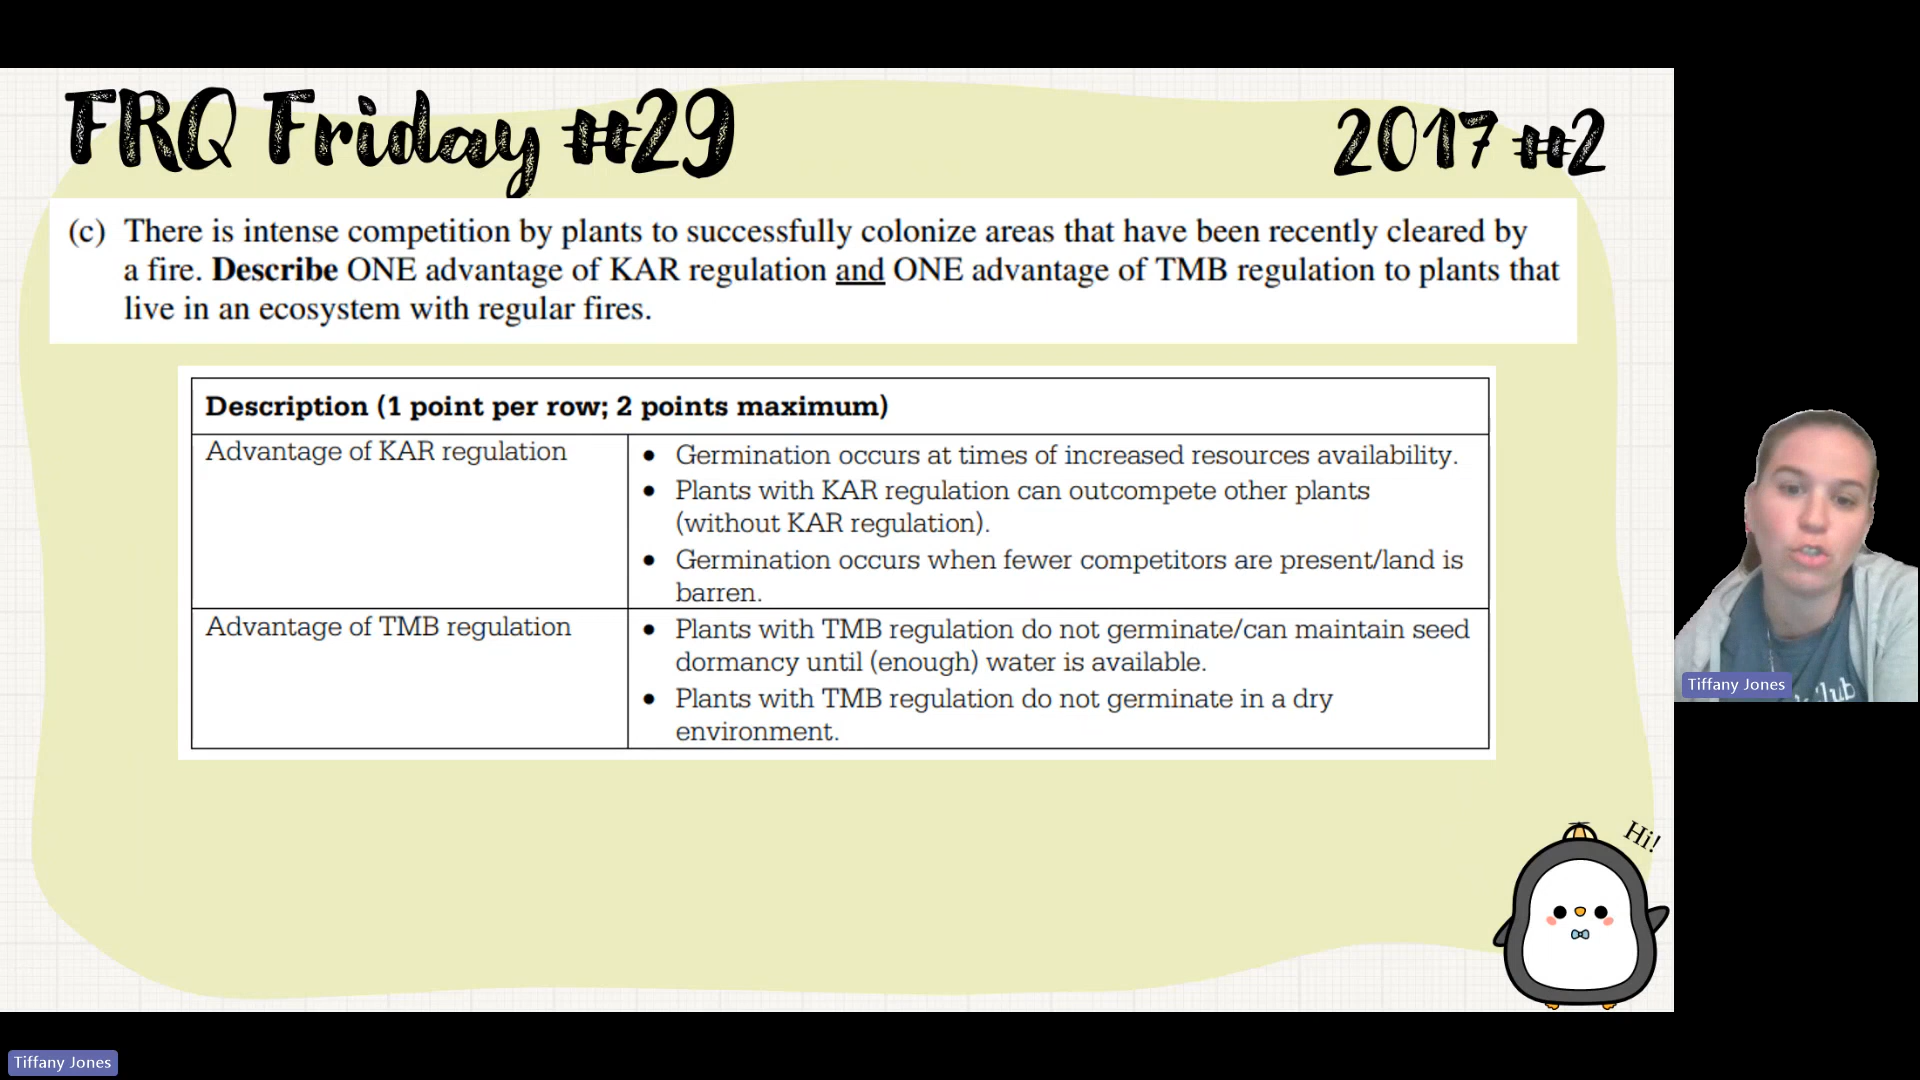 FRQ Friday #29
2017 #2
(c) There is intense competition by plants to successfully colonize areas that have been recently cleared by
a fire. Describe ONE advantage of KAR regulation and ONE advantage of TMB regulation to plants that
live in an ecosystem with regular fires.
Description (1 point per row; 2 points maximum)
Advantage of KAR regulation
• Germination occurs at times of increased resources availability.
• Plants with KAR regulation can outcompete other plants
(without KAR regulation).
• Germination occurs when fewer competitors are present/land is
barren.
Advantage of TMB regulation
• Plants with TMB regulation do not germinate/can maintain seed
dormancy until (enough) water is available.
• Plants with TMB regulation do not germinate in a dry
environment.
Hi!
Tiffany Jones
Tiffany Jones